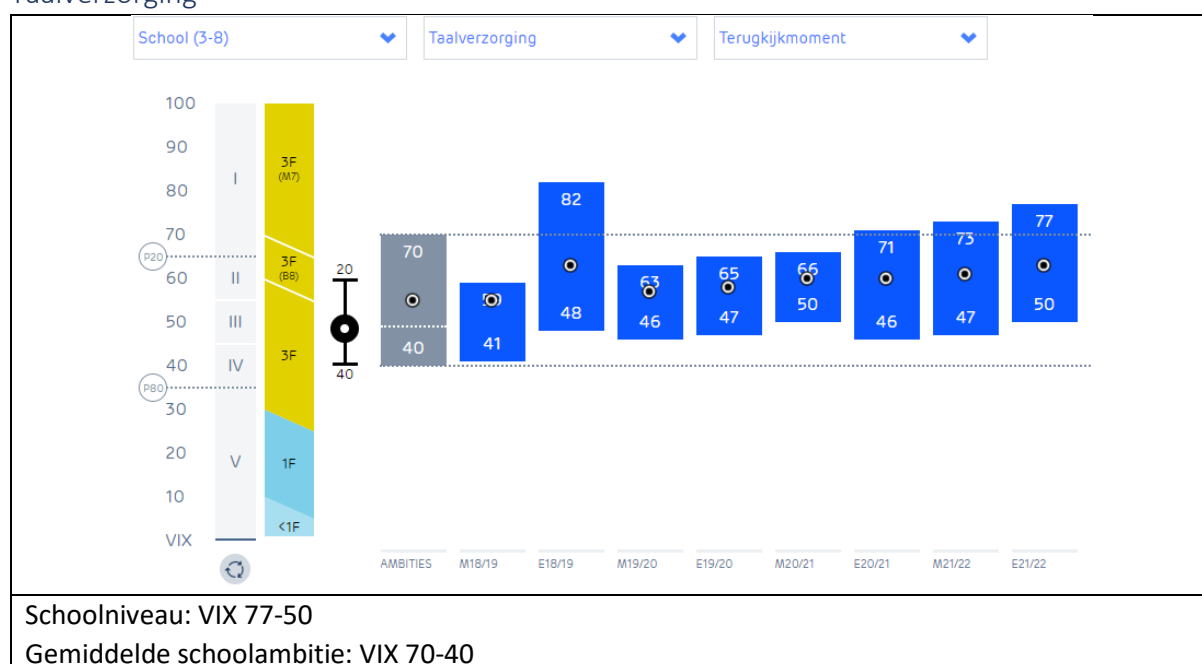 Taalverzorging
School (3-8)
Taalverzorging
Terugkijkmoment
100
90
80
70
60
50
40
30
20
10
VIX
P20
P80
I
II
III
IV
V
3F
(M7)
3F
(B8)
3F
1F
<1F
20
40
70
40
59
41
82
48
63
46
65
47
66
50
71
46
73
47
77
50
AMBITIES M18/19 E18/19 M19/20 E19/20 M20/21 E20/21 M21/22 E21/22
Schoolniveau: VIX 77-50
Gemiddelde schoolambitie: VIX 70-40